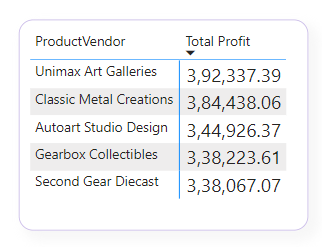 ProductVendor Total Profit
Unimax Art Galleries 3,92,337.39
Classic Metal Creations 3,84,438.06
Autoart Studio Design 3,44,926.37
Gearbox Collectibles 3,38,223.61
Second Gear Diecast 3,38,067.07